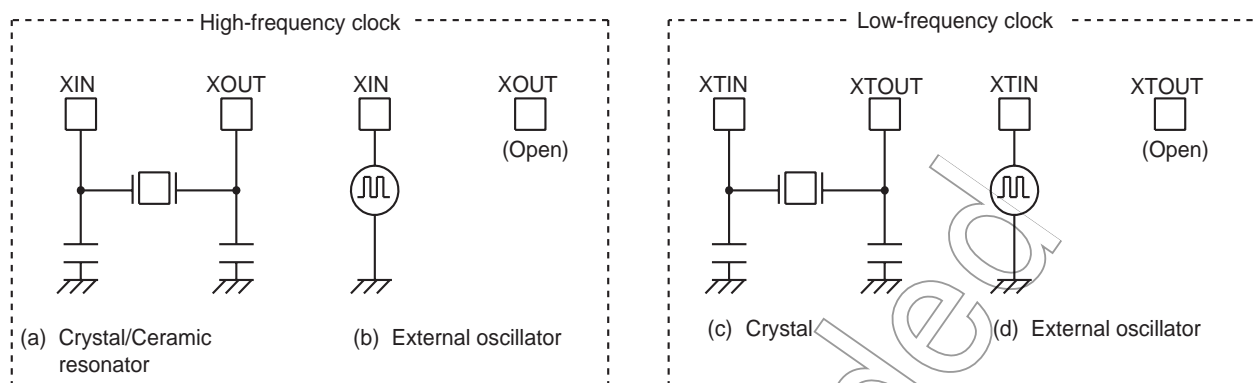 High-frequency clock
XIN XOUT XIN XOUT
(Open)
(a) Crystal/Ceramic resonator
(b) External oscillator
Low-frequency clock
XTIN XTOUT XTIN XTOUT
(Open)
(c) Crystal
(d) External oscillator